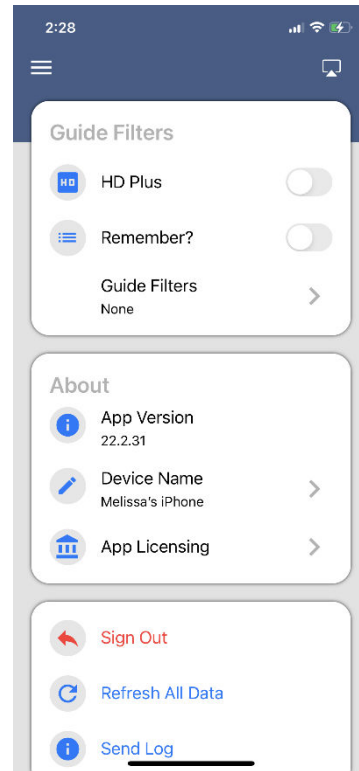 2:28
Guide Filters
HD
HD Plus
Remember?
Guide Filters
None
About
App Version
22.2.31
Device Name
Melissa's iPhone
App Licensing
Sign Out
Refresh All Data
Send Log